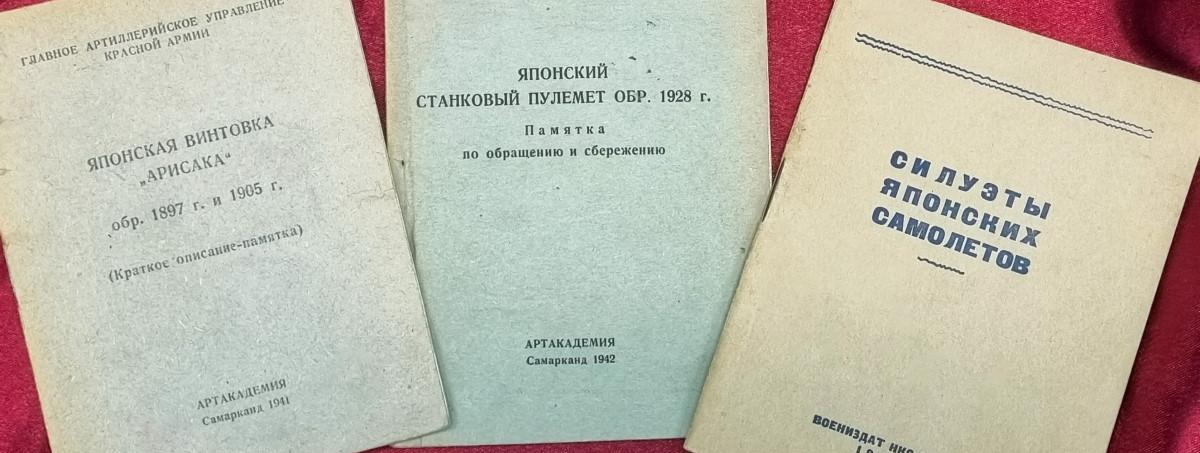 ГЛАВНОЕ АРТИЛЛЕРИЙСКОЕ УПРАВЛЕНИЕ
КРАСНОЙ АРМИИ
ЯПОНСКАЯ ВИНТОВКА
„АРИСАКА“
обр. 1897 г. и 1905 г.
(Краткое описание-памятка)
АРТАКАДЕМИЯ
Самарканд 1941
ЯПОНСКИЙ
СТАНКОВЫЙ ПУЛЕМЕТ ОБР. 1928 г.
Памятка
по обращению и сбережению
АРТАКАДЕМИЯ
Самарканд 1942
СИЛУЭТЫ
ЯПОНСКИХ
САМОЛЕТОВ
ВОЕНИЗДАТ НКО